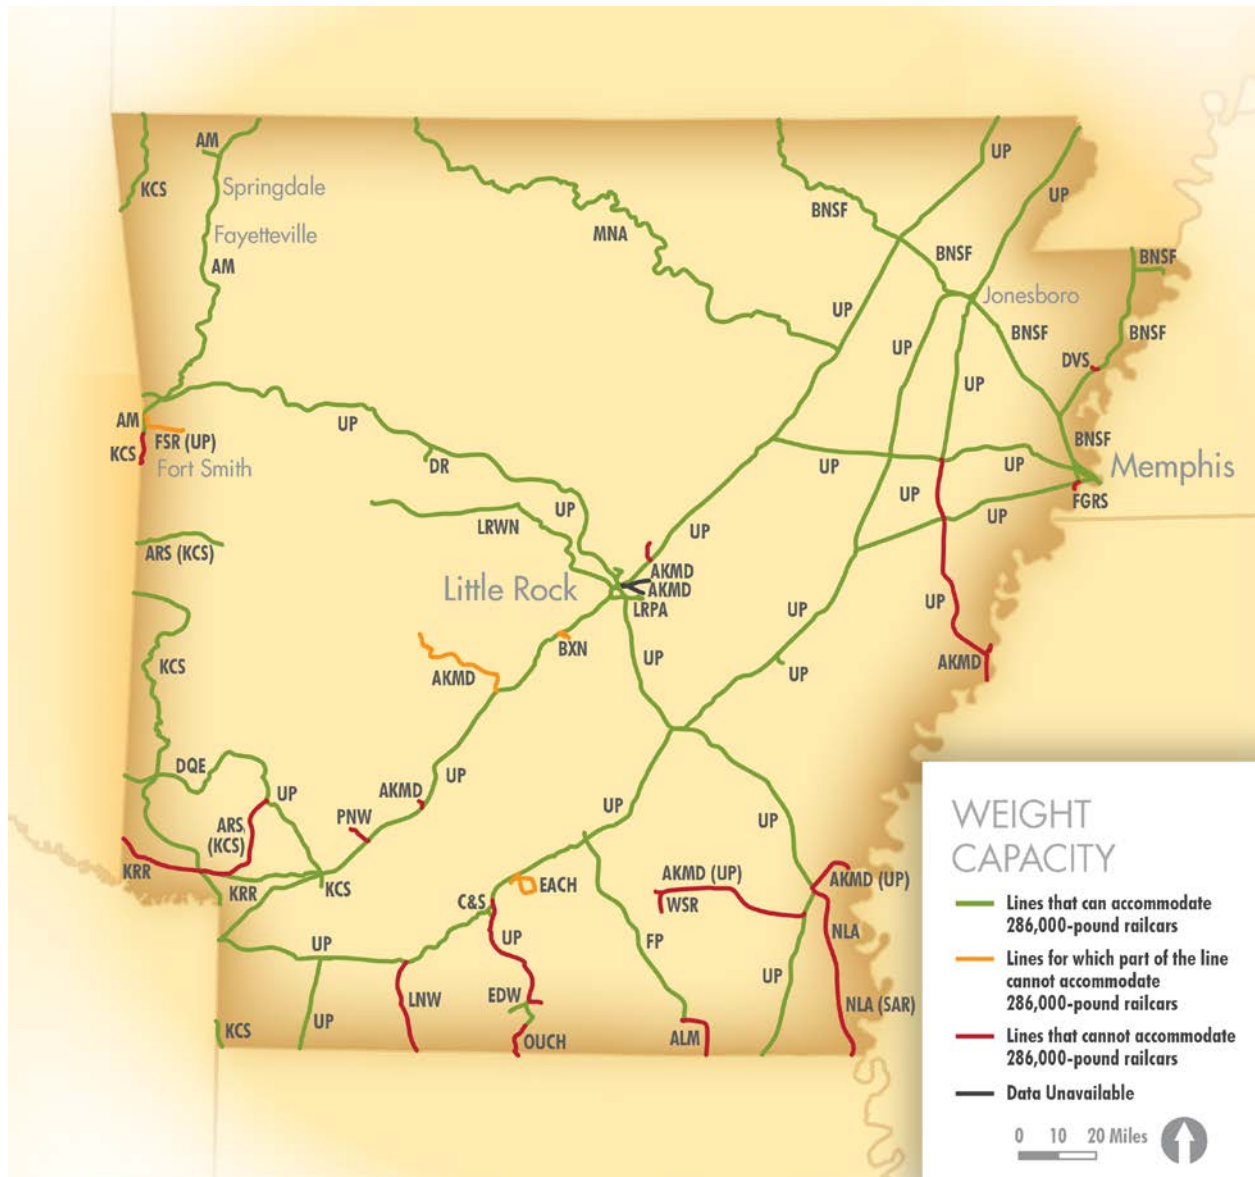 AM
UP
KCS
Springdale
UP
BNSF
Fayetteville
MNA
BNSF
BNSF
AM
Jonesboro
UP
BNSF
BNSF
UP
DVS
UP
AM
UP
FSR (UP)
BNSF
KCS
Fort Smith
DR
UP
UP
Memphis
UP
FGRS
UP
LRWN
UP
UP
ARS (KCS)
AKMD
Little Rock
AKMD
LRPA
UP
UP
BXN
UP
KCS
AKMD
AKMD
UP
DQE
UP
AKMD
UP
UP
PNW
UP
ARS
(KCS)
KRR
KRR
KCS
EACH
AKMD (UP)
AKMD (UP)
C&S
WSR
UP
UP
FP
NLA
UP
LNW
EDW
NLA (SAR)
KCS
UP
OUCH
ALM
WEIGHT
CAPACITY
Lines that can accommodate
286,000-pound railcars
Lines for which part of the line
cannot accommodate
286,000-pound railcars
Lines that cannot accommodate
286,000-pound railcars
Data Unavailable
0 10 20 Miles